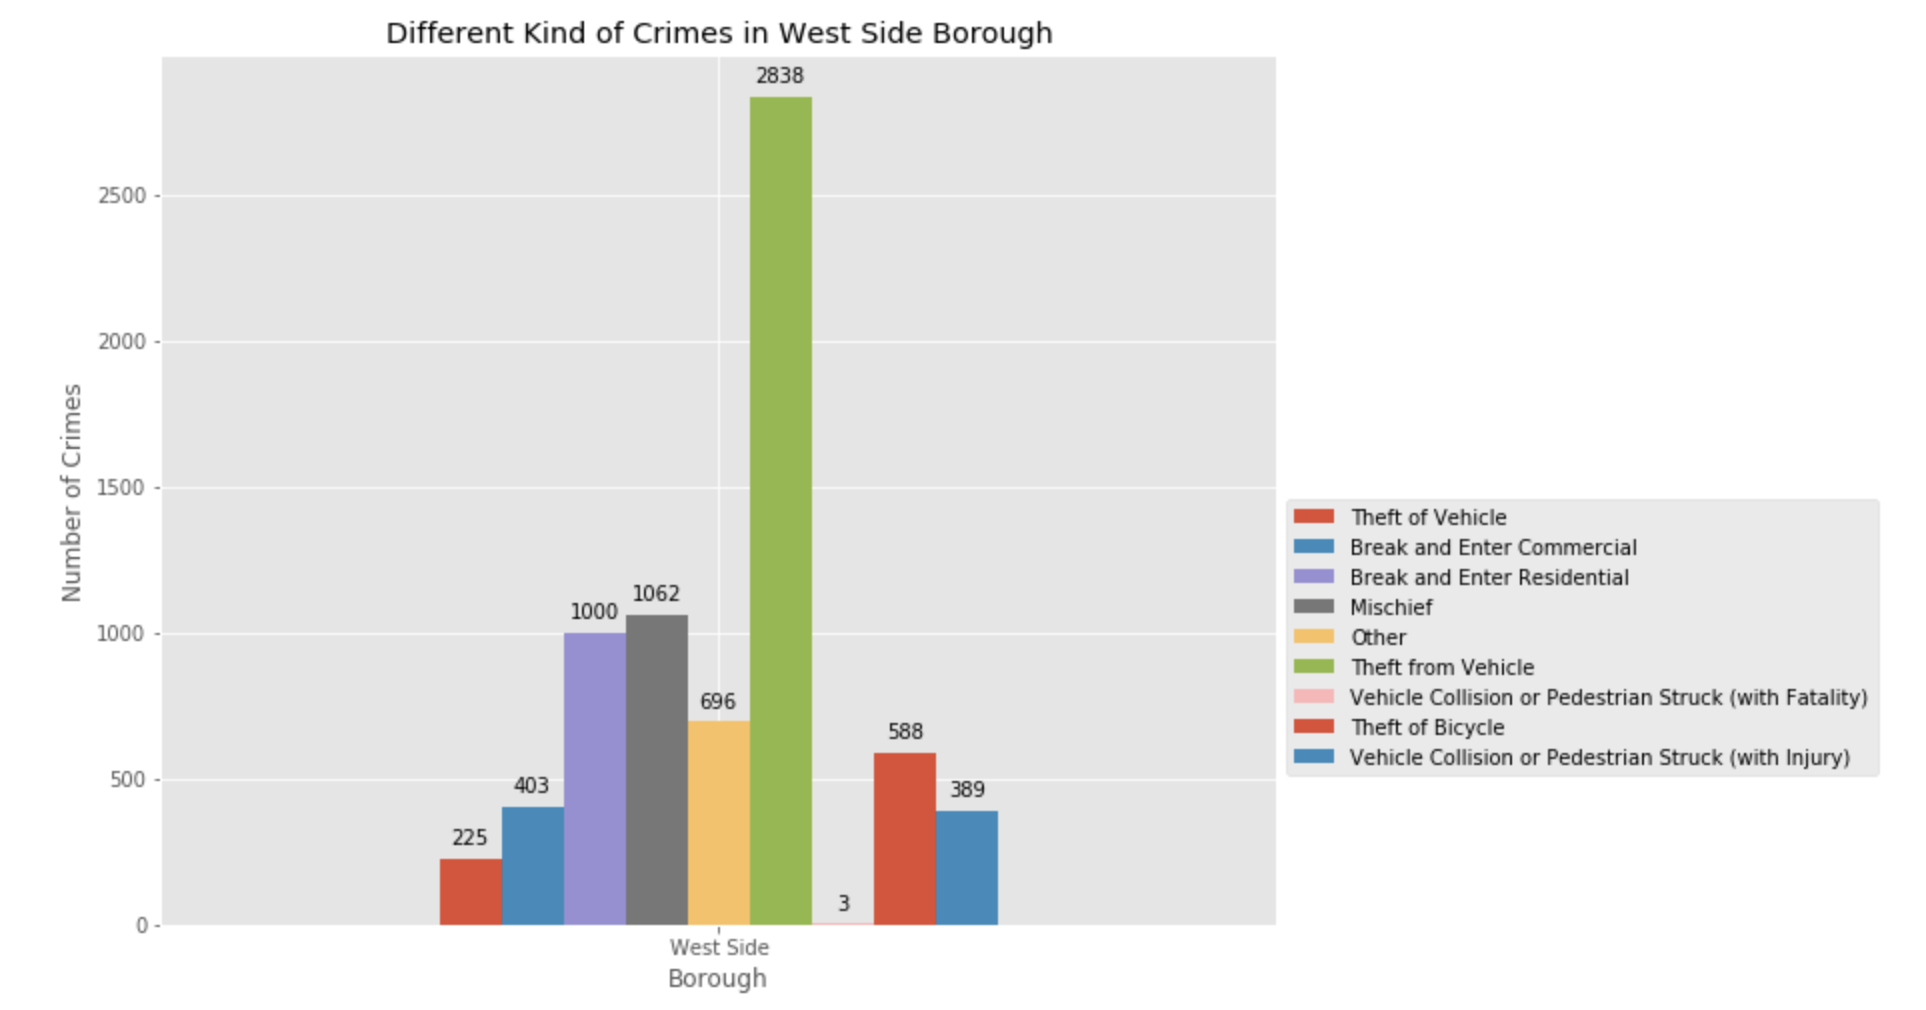 Different Kind of Crimes in West Side Borough
2838
2500
2000
1500
1000
500
0
Number of Crimes
225
403
1000
1062
696
3
588
389
West Side
Borough
Theft of Vehicle
Break and Enter Commercial
Break and Enter Residential
Mischief
Other
Theft from Vehicle
Vehicle Collision or Pedestrian Struck (with Fatality)
Theft of Bicycle
Vehicle Collision or Pedestrian Struck (with Injury)